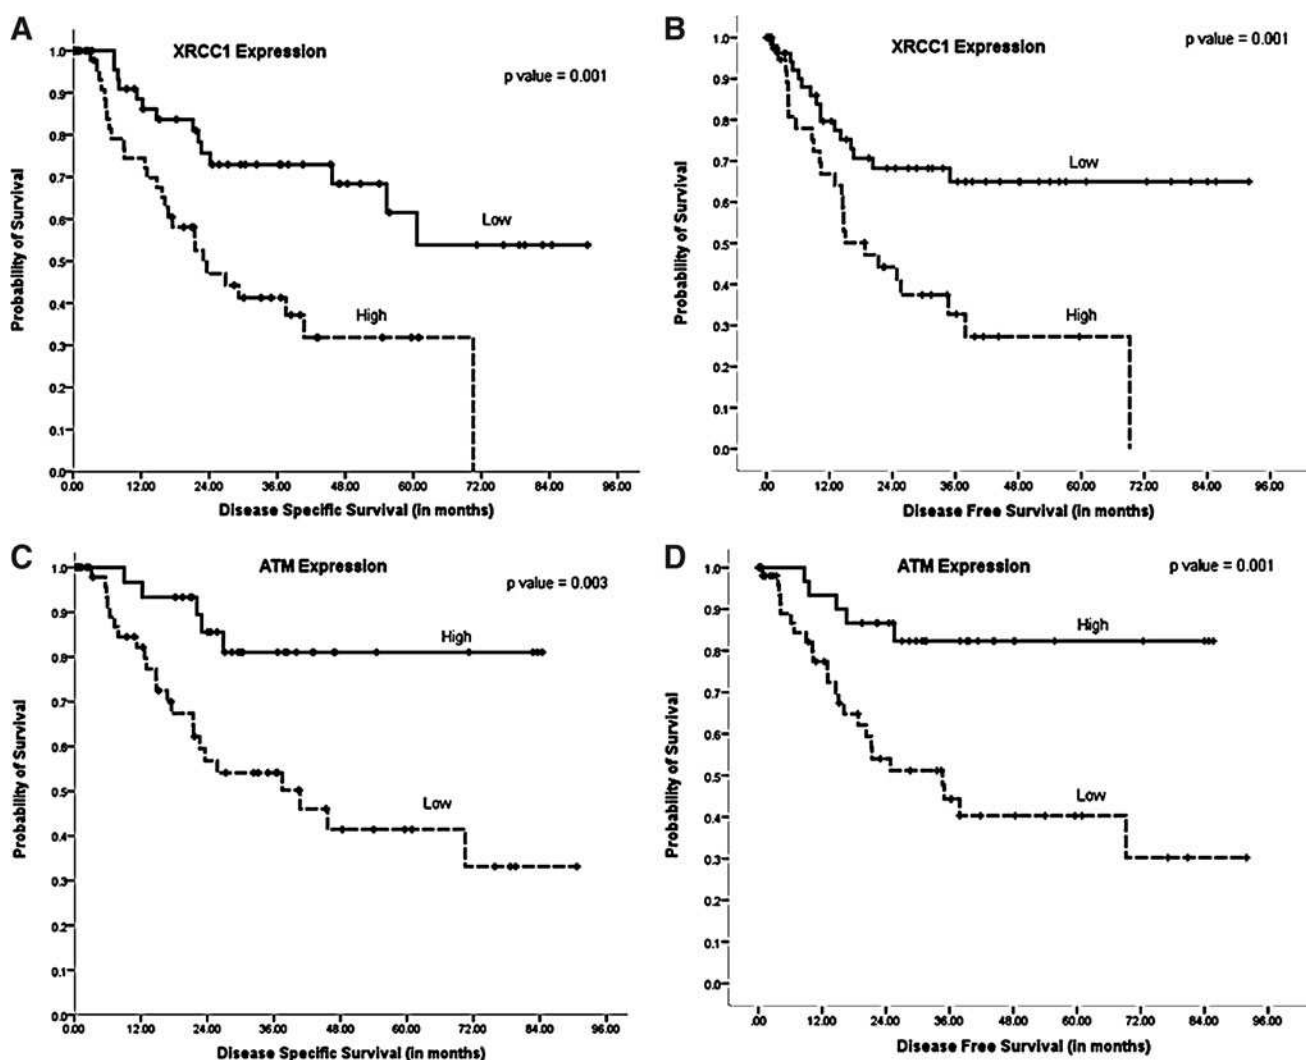 A
XRCC1 Expression
p value = 0.001
Probability of Survival
1.0
0.9
0.8
0.7
0.6
0.5
0.4
0.3
0.2
0.1
0.0
Low
High
0.00 12.00 24.00 36.00 48.00 60.00 72.00 84.00 96.00
Disease Specific Survival (in months)
B
XRCC1 Expression
p value = 0.001
Probability of Survival
1.0
0.9
0.8
0.7
0.6
0.5
0.4
0.3
0.2
0.1
0.0
Low
High
.00 12.00 24.00 36.00 48.00 60.00 72.00 84.00 96.00
Disease Free Survival (in months)
C
ATM Expression
p value = 0.003
Probability of Survival
1.0
0.9
0.8
0.7
0.6
0.5
0.4
0.3
0.2
0.1
0.0
High
Low
0.00 12.00 24.00 36.00 48.00 60.00 72.00 84.00 96.00
Disease Specific Survival (in months)
D
ATM Expression
p value = 0.001
Probability of Survival
1.0
0.9
0.8
0.7
0.6
0.5
0.4
0.3
0.2
0.1
0.0
High
Low
.00 12.00 24.00 36.00 48.00 60.00 72.00 84.00 96.00
Disease Free Survival (in months)